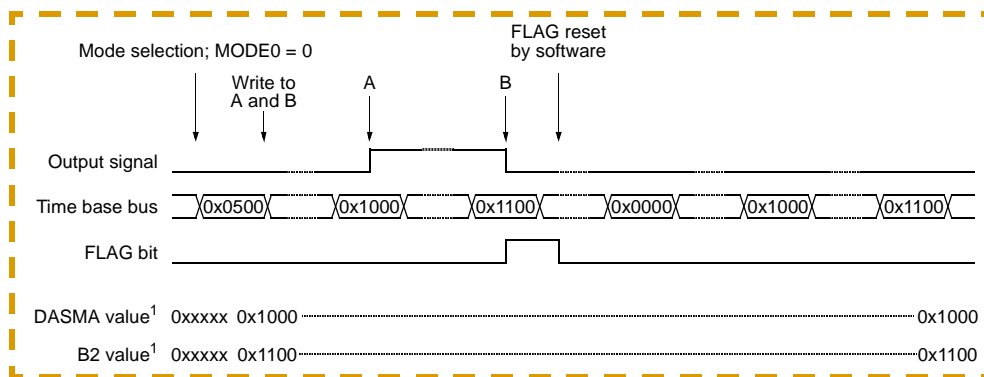 FLAG reset
by software
Mode selection; MODE0 = 0
Write to
A and B
A
B
Output signal
Time base bus 0x0500 0x1000 0x1100 0x0000 0x1000 0x1100
FLAG bit
DASMA value1 0xxxxx 0x1000 0x1000
B2 value1 0xxxxx 0x1100 0x1100